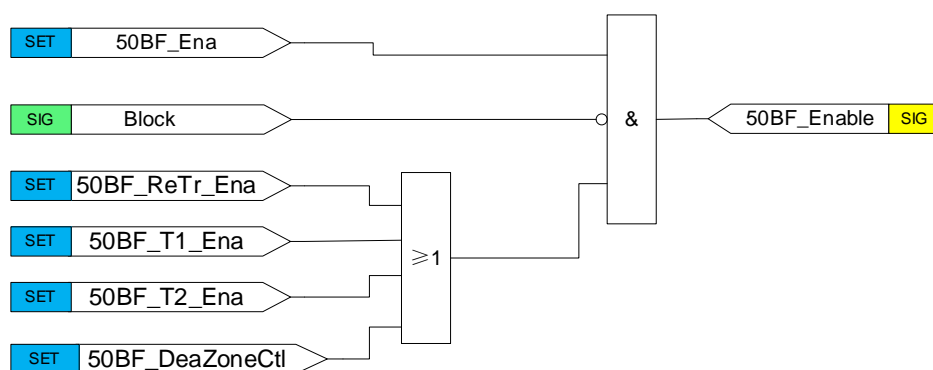 SET 50BF_Ena
SIG Block
& 50BF_Enable SIG
SET 50BF_ReTr_Ena
SET 50BF_T1_Ena
⩾1
SET 50BF_T2_Ena
SET 50BF_DeaZoneCtl